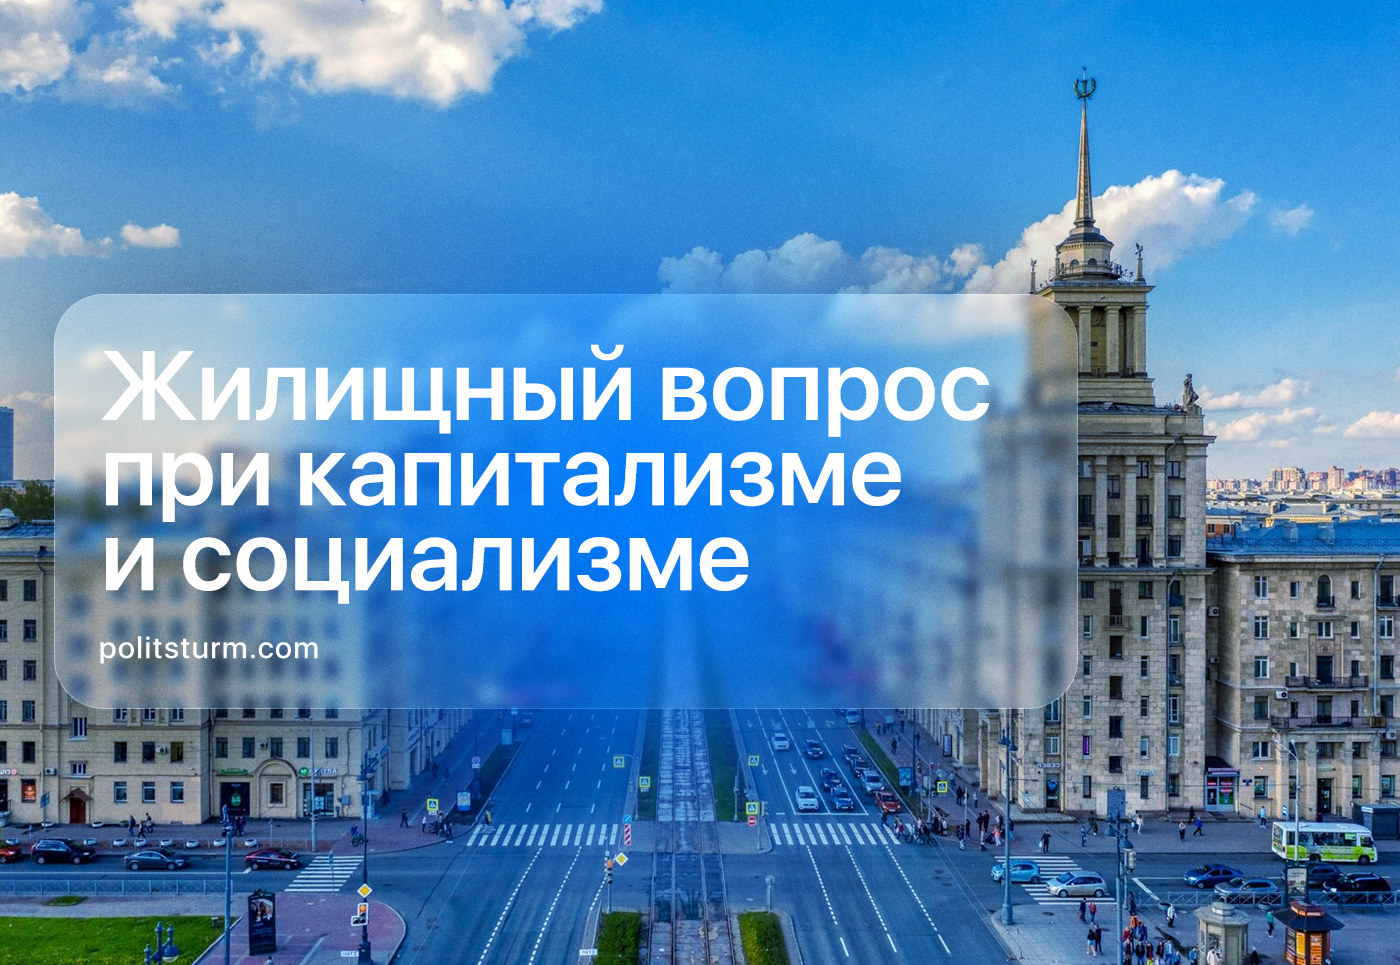 Жилищный вопрос
при капитализме
и социализме
politsturm.com